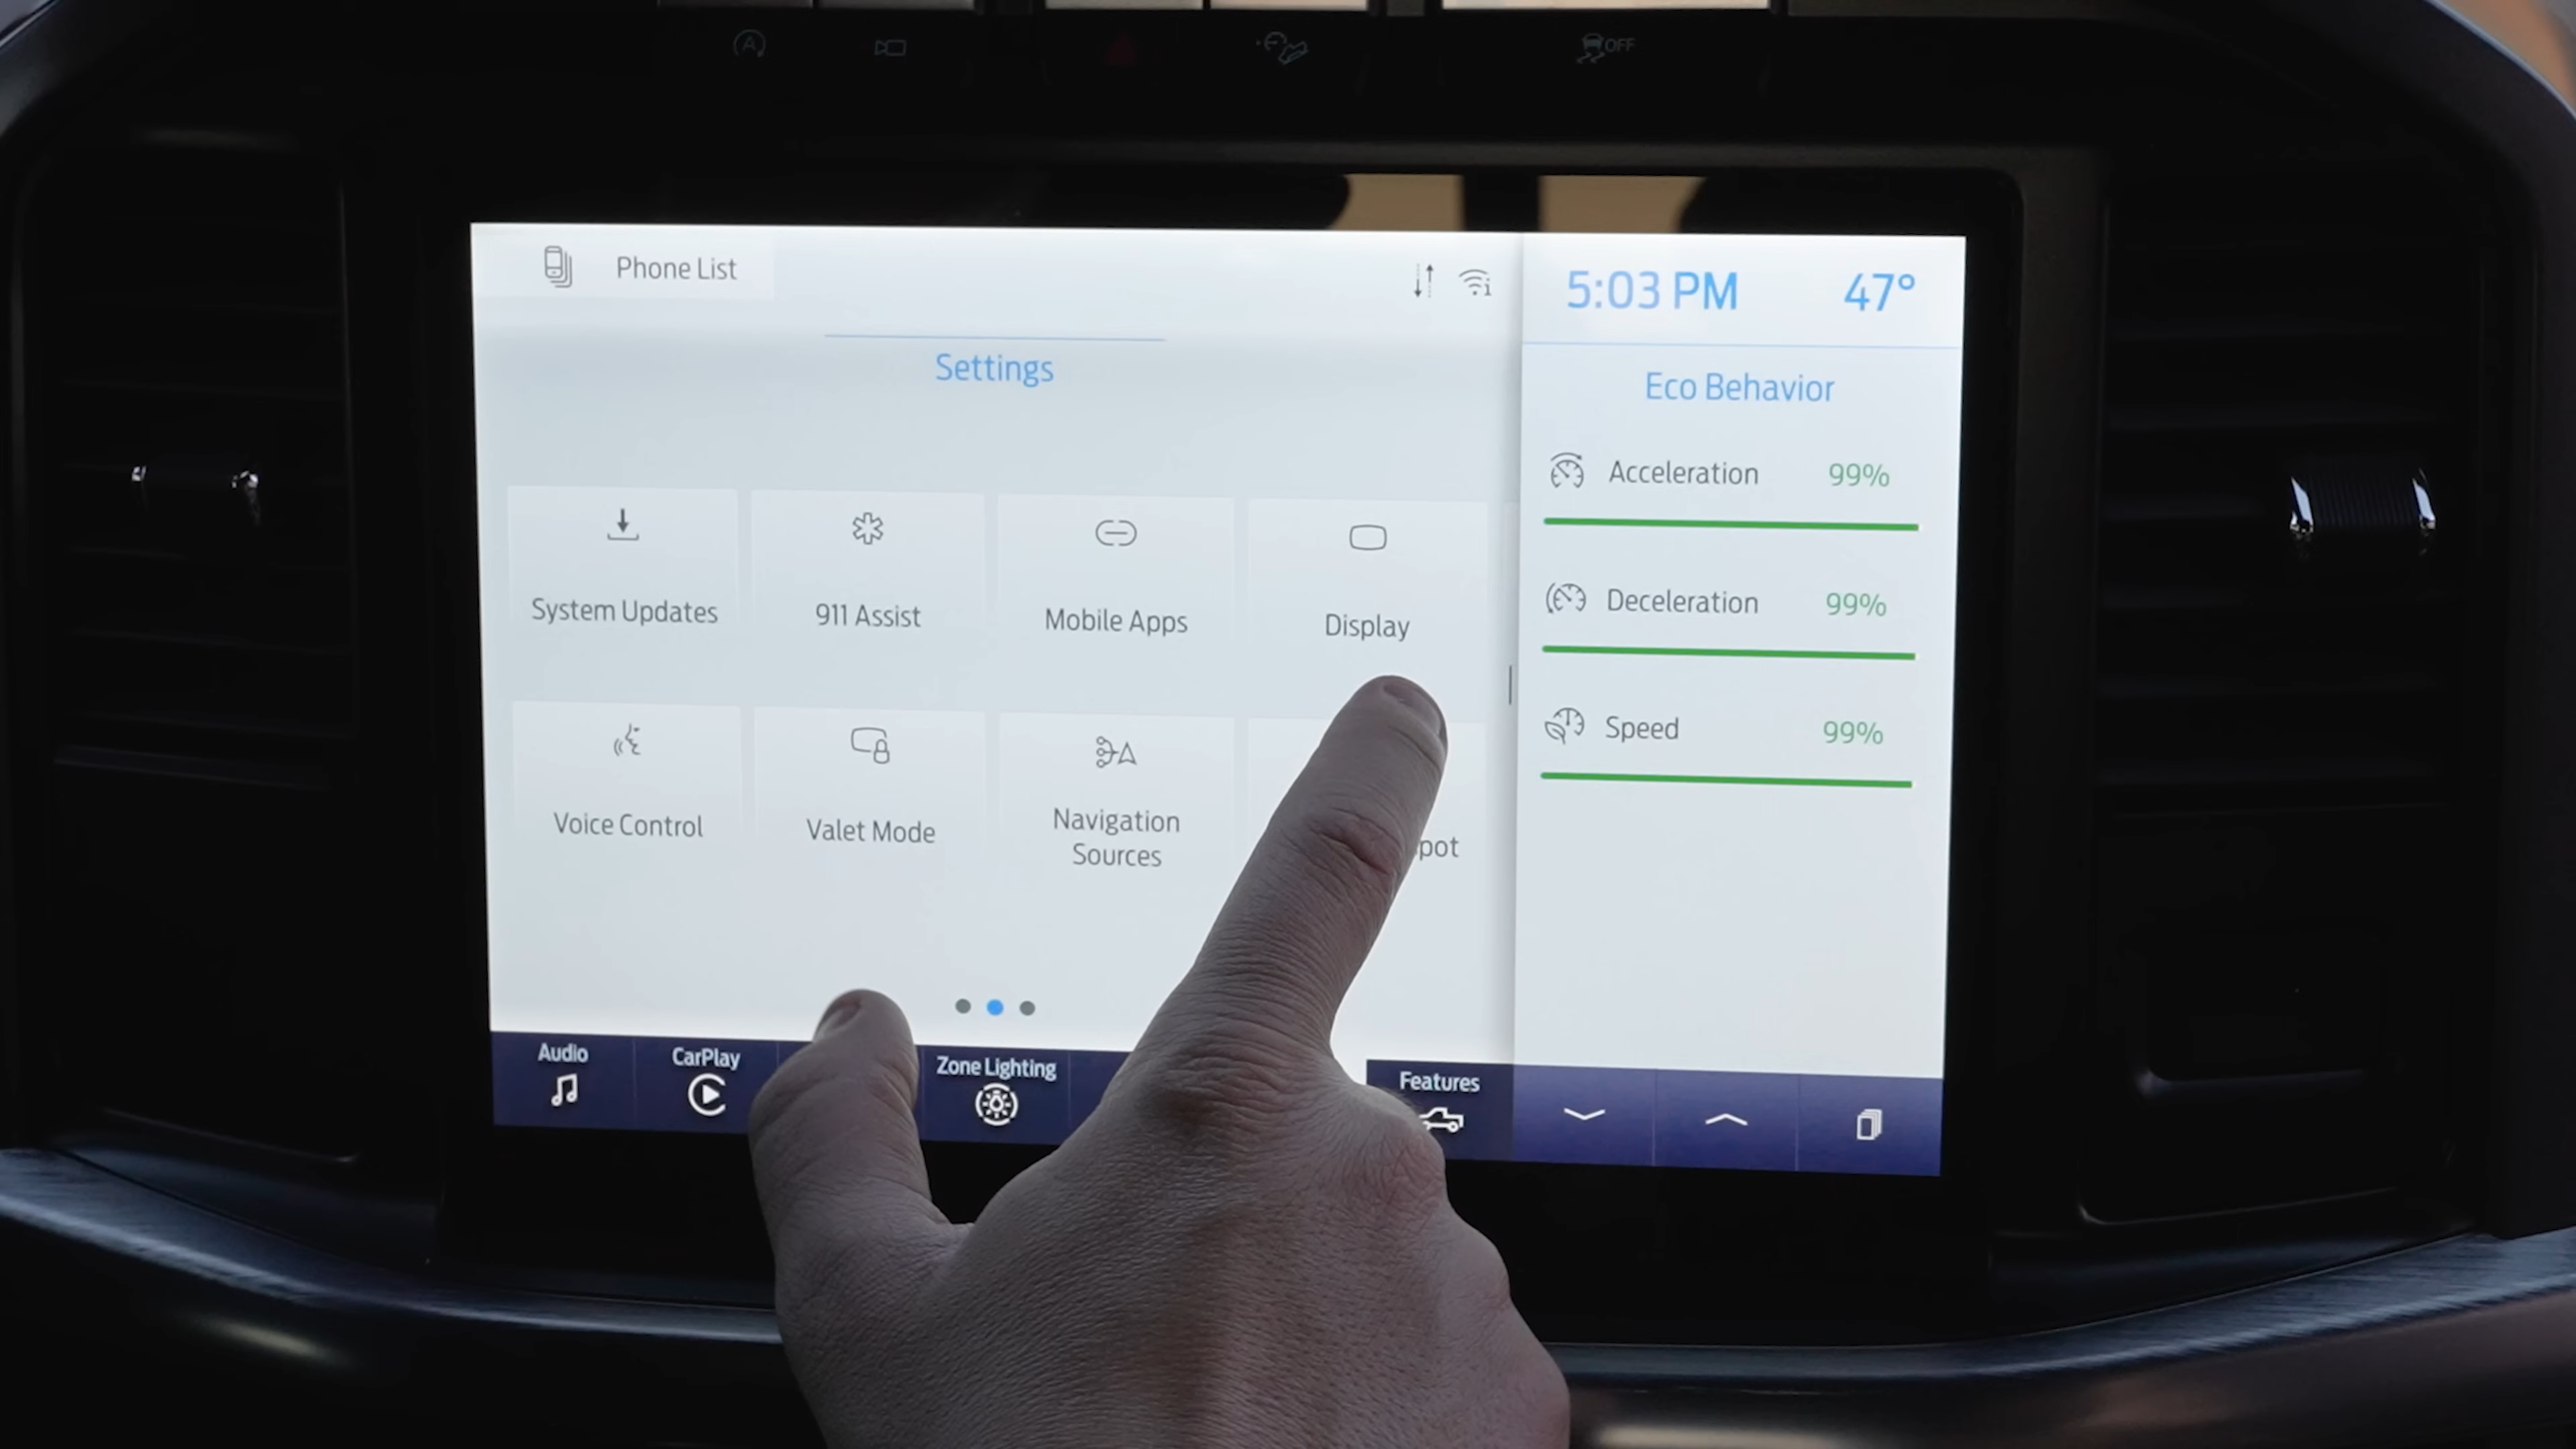 OFF
Phone List
5:03 PM 47°
Settings
Eco Behavior
Acceleration 99%
Deceleration 99%
Speed 99%
System Updates
911 Assist
Mobile Apps
Display
Voice Control
Valet Mode
Navigation
Sources
pot
Audio
CarPlay
Zone Lighting
Features